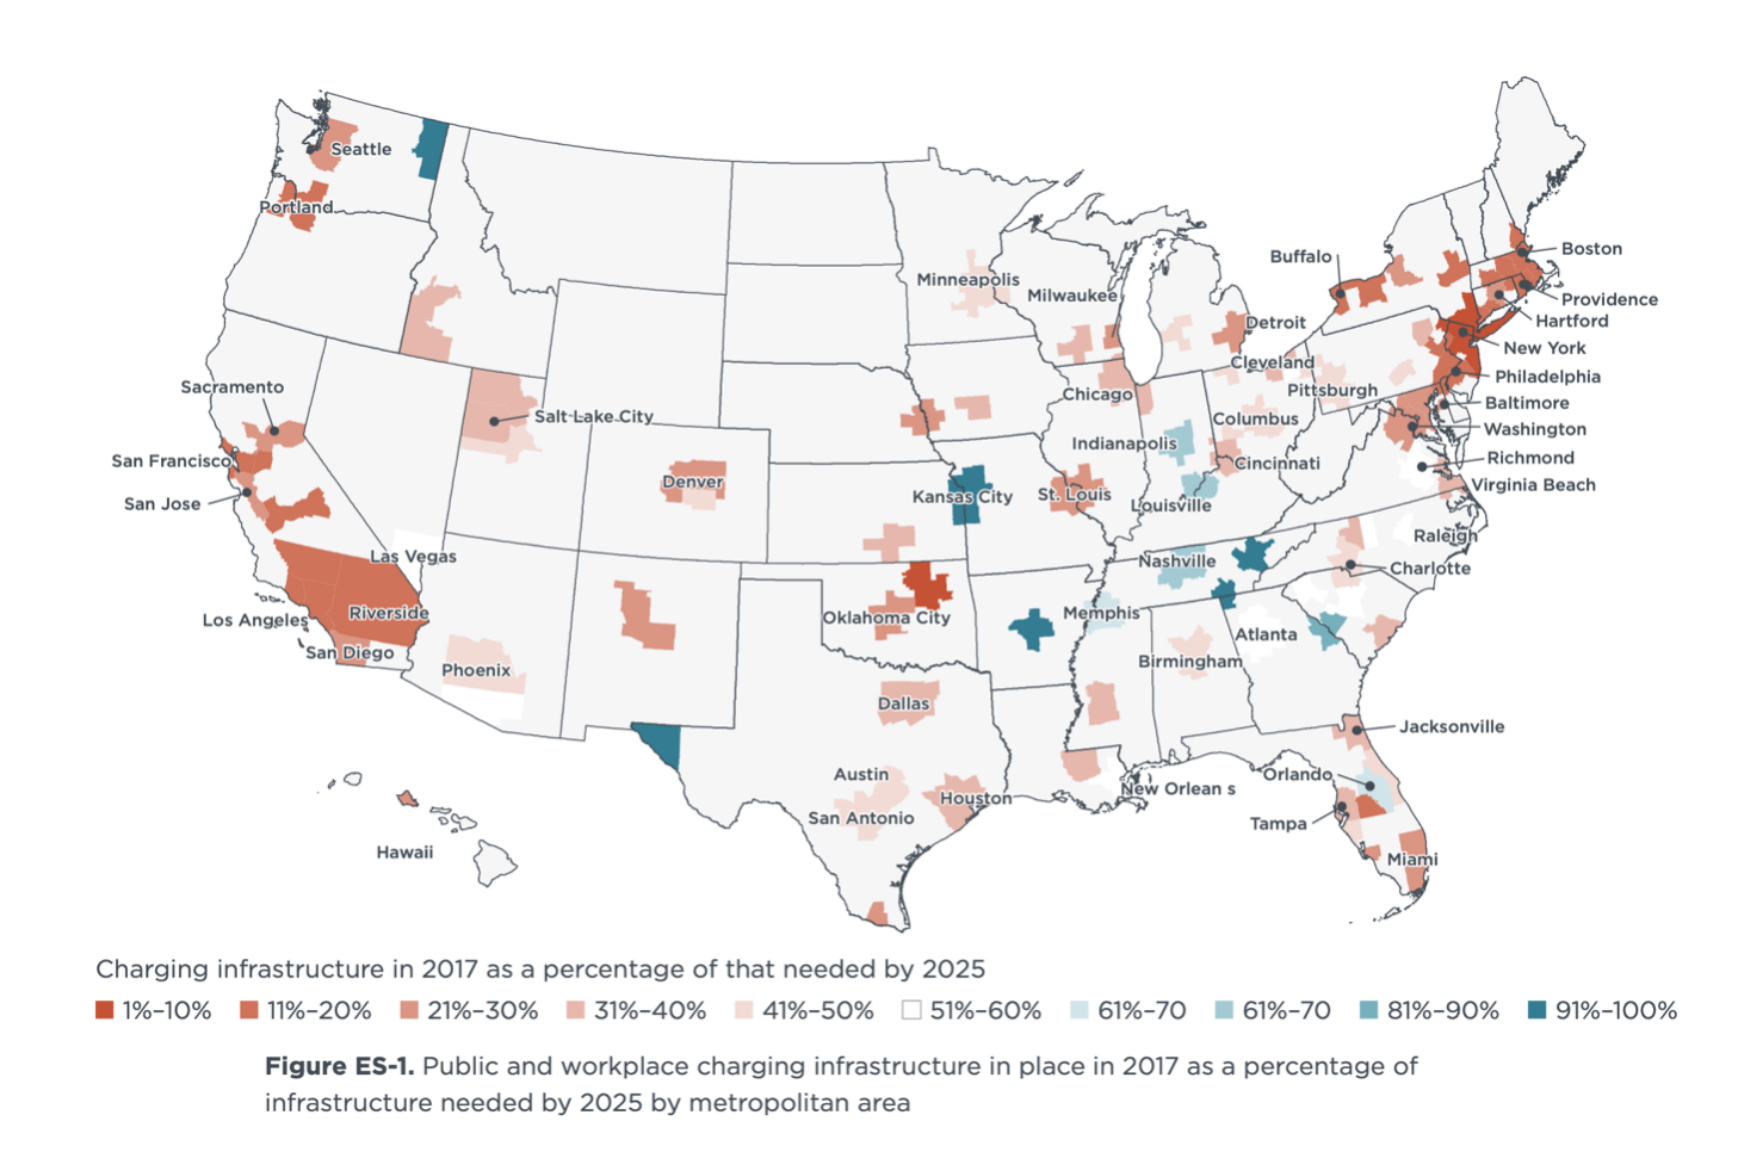 Seattle
Portland
Sacramento
San Francisco
San Jose
Las Vegas
Riverside
Los Angeles
San Diego
Salt Lake City
Phoenix
Denver
Minneapolis
Milwaukee
Detroit
Chicago
Cleveland
Pittsburgh
Columbus
Indianapolis
Cincinnati
Louisville
Kansas City
St. Louis
Nashville
Memphis
Oklahoma City
Dallas
Austin
San Antonio
Houston
New Orlean s
Birmingham
Atlanta
Buffalo
Boston
Providence
Hartford
New York
Philadelphia
Baltimore
Washington
Richmond
Virginia Beach
Raleigh
Charlotte
Jacksonville
Orlando
Tampa
Miami
Hawaii
Charging infrastructure in 2017 as a percentage of that needed by 2025
1%–10% 11%–20% 21%–30% 31%–40% 41%–50% 51%–60% 61%–70 61%–70 81%–90% 91%–100%
Figure ES-1. Public and workplace charging infrastructure in place in 2017 as a percentage of
infrastructure needed by 2025 by metropolitan area